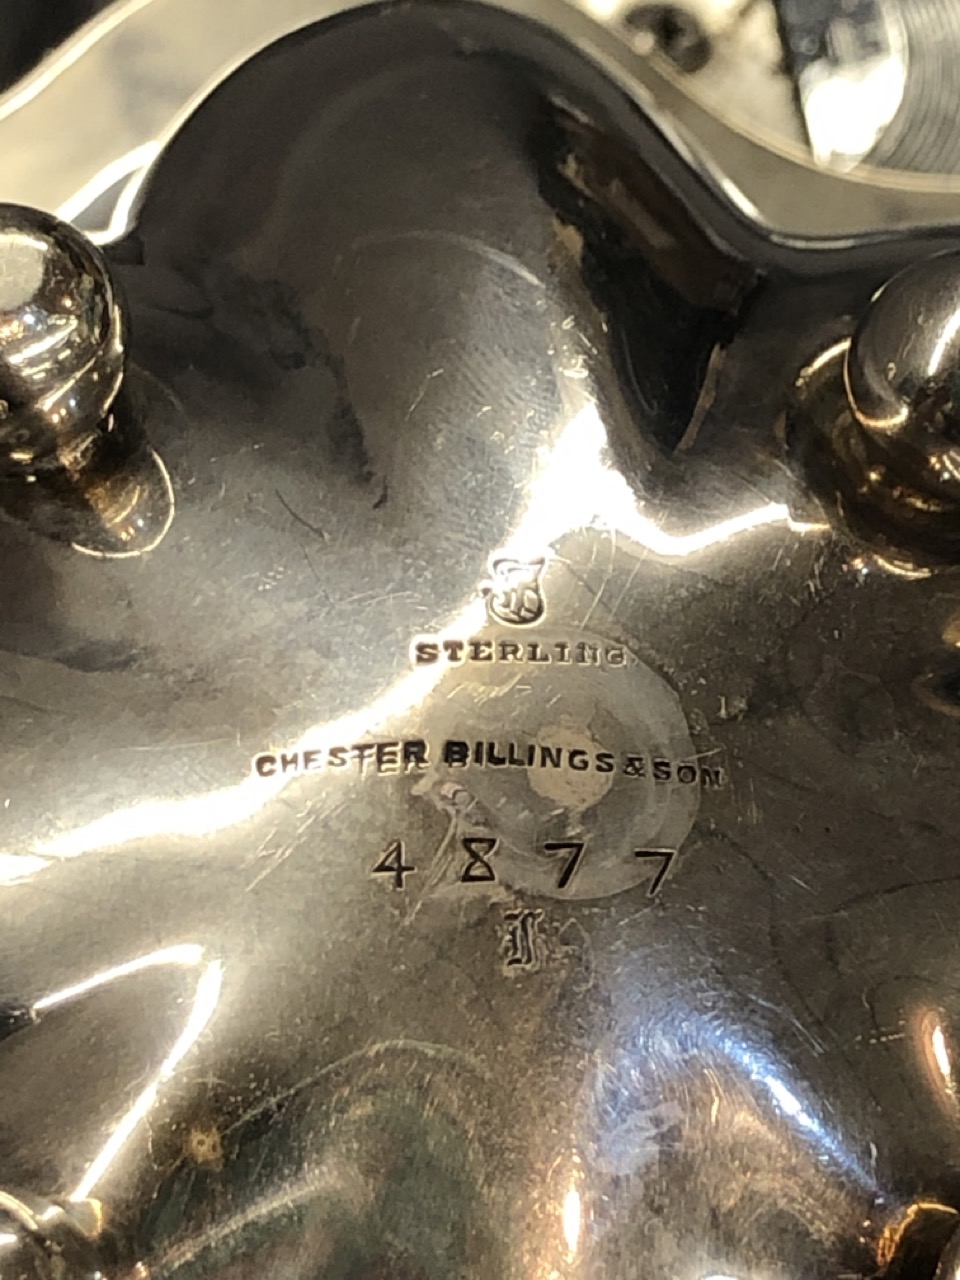 STERLING
CHESTER BILLINGS & SON
4877